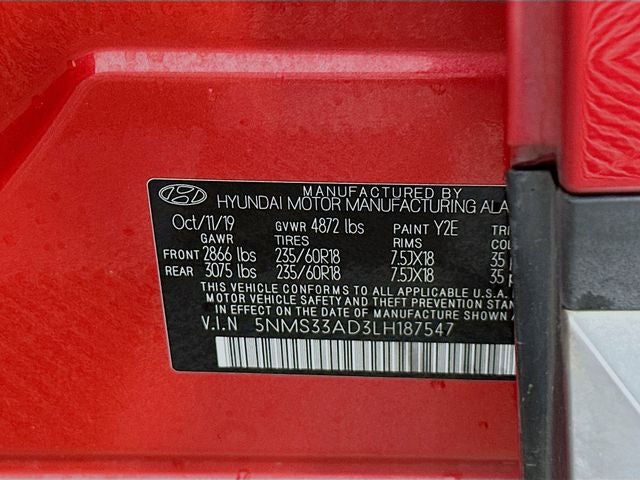 MANUFACTURED BY
HYUNDAI MOTOR MANUFACTURING
Oct/11/19 GVWR 4872 lbs PAINT Y2E
GAWR TIRES RIMS
FRONT 2866 lbs 235/60R18 7.5JX18 35
REAR 3075 lbs 235/60R18 7.5JX18 35
THIS VEHICLE CONFORMS TO ALL APPLICABLE U.S.A.
MOTOR VEHICLE SAFETY AND THEFT PREVENTION
IN EFFECT ON THE DATE OF MANUFACTURE SHOWN
V.I.N 5NMS33AD3LH187547